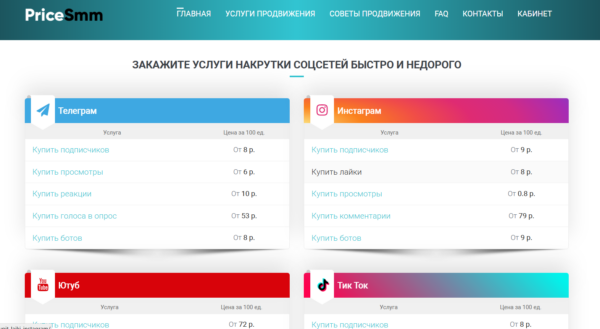 PriceSmm
ГЛАВНАЯ УСЛУГИ ПРОДВИЖЕНИЯ СОВЕТЫ ПРОДВИЖЕНИЯ FAQ КОНТАКТЫ КАБИНЕТ
ЗАКАЖИТЕ УСЛУГИ НАКРУТКИ СОЦСЕТЕЙ БЫСТРО И НЕДОРОГО
Телеграм
Услуга Цена за 100 ед.
Купить подписчиков От 8 р.
Купить просмотры От 6 р.
Купить реакции От 10 р.
Купить голоса в опрос От 53 р.
Купить ботов От 8 р.
Инстаграм
Услуга Цена за 100 ед.
Купить подписчиков От 9 р.
Купить лайки От 8 р.
Купить просмотры От 0.8 р.
Купить комментарии От 79 р.
Купить ботов От 9 р.
Ютуб
Услуга Цена за 100 ед.
Купить подписчиков От 72 р.
Тик Ток
Услуга Цена за 100 ед.
Купить подписчиков От 8 р.